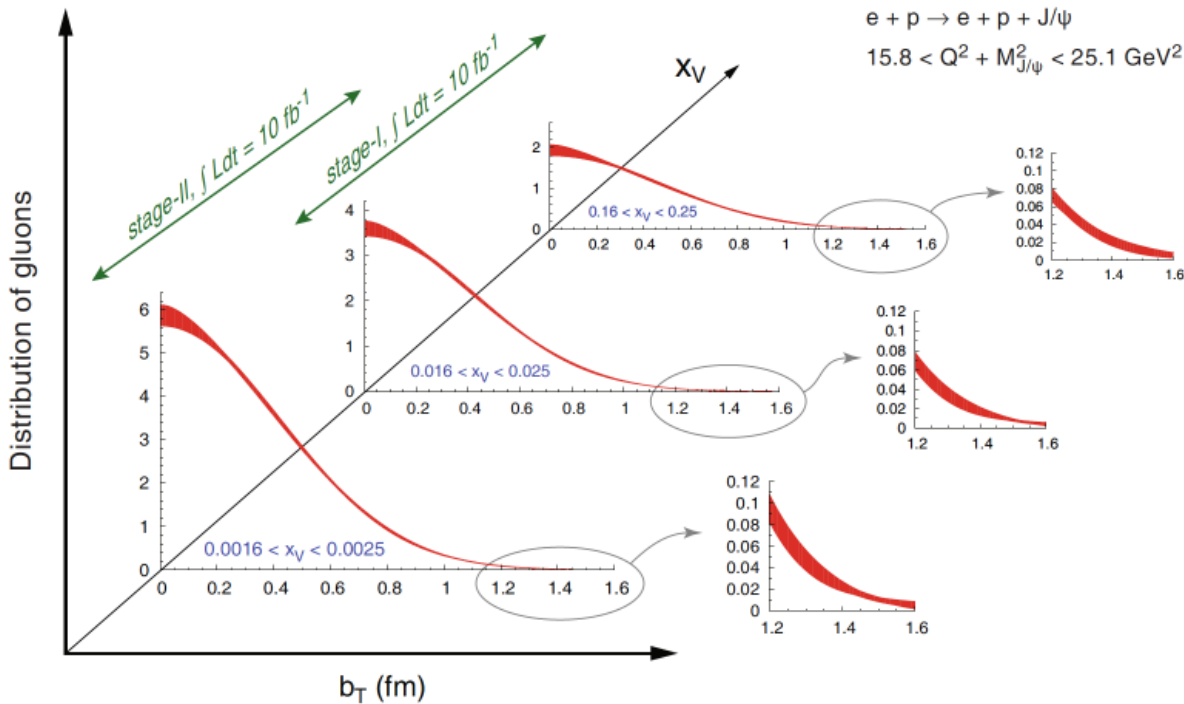 e + p → e + p + J/ψ
15.8 < Q² + M²_J/ψ < 25.1 GeV²
stage-II, ∫ Ldt = 10 fb⁻¹
stage-I, ∫ Ldt = 10 fb⁻¹
x_V
Distribution of gluons
2
1
0
0.16 < x_V < 0.25
0 0.2 0.4 0.6 0.8 1 1.2 1.4 1.6
0.12
0.1
0.08
0.06
0.04
0.02
0
1.2 1.4 1.6
4
3
2
1
0
0.016 < x_V < 0.025
0 0.2 0.4 0.6 0.8 1 1.2 1.4 1.6
0.12
0.1
0.08
0.06
0.04
0.02
0
1.2 1.4 1.6
6
5
4
3
2
1
0
0.0016 < x_V < 0.0025
0 0.2 0.4 0.6 0.8 1 1.2 1.4 1.6
0.12
0.1
0.08
0.06
0.04
0.02
0
1.2 1.4 1.6
b_T (fm)